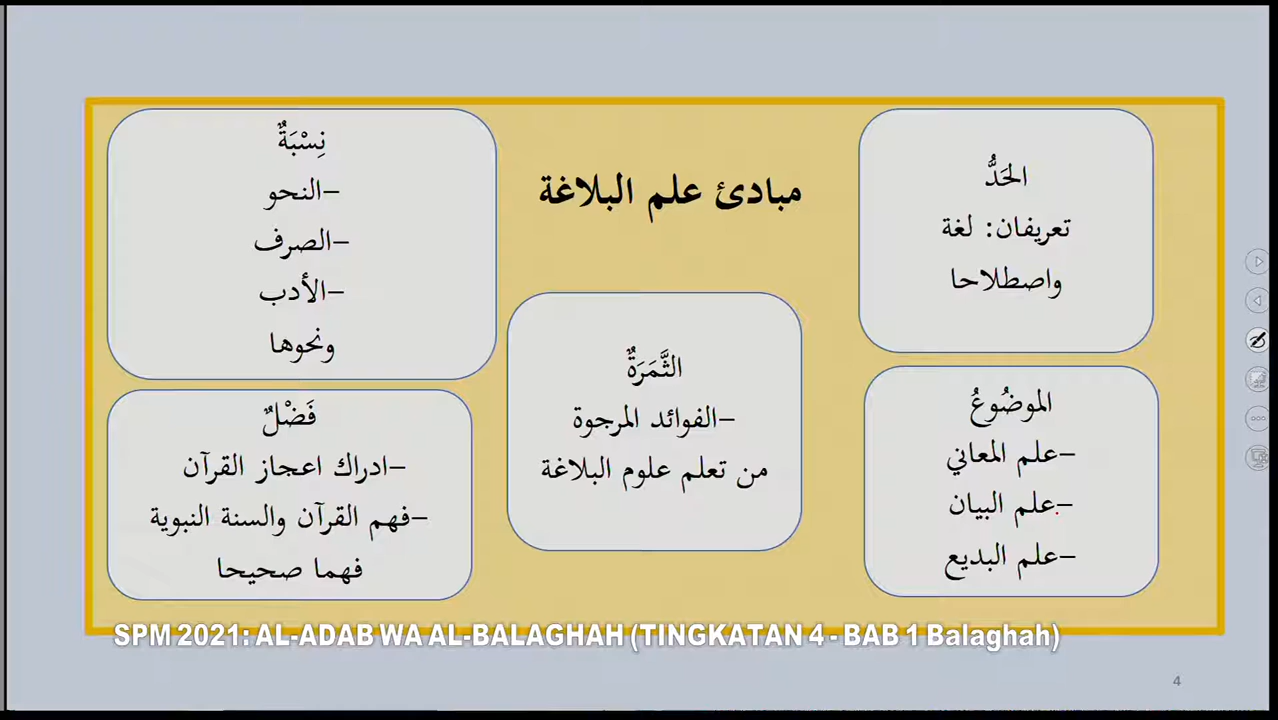 مبادئ علم البلاغة
الحَدُّ
تعريفان: لغة
واصطلاحا
الموضُوعُ
-علم المعاني
-علم البيان
-علم البديع
الثَّمَرَةٌ
-الفوائد المرجوة
من تعلم علوم البلاغة
نِسْبَةٌ
-النحو
-الصرف
-الأدب
ونحوها
فَضْلٌ
-ادراك اعجاز القرآن
-فهم القرآن والسنة النبوية
فهما صحيحا
SPM 2021: AL-ADAB WA AL-BALAGHAH (TINGKATAN 4 - BAB 1 Balaghah)
4